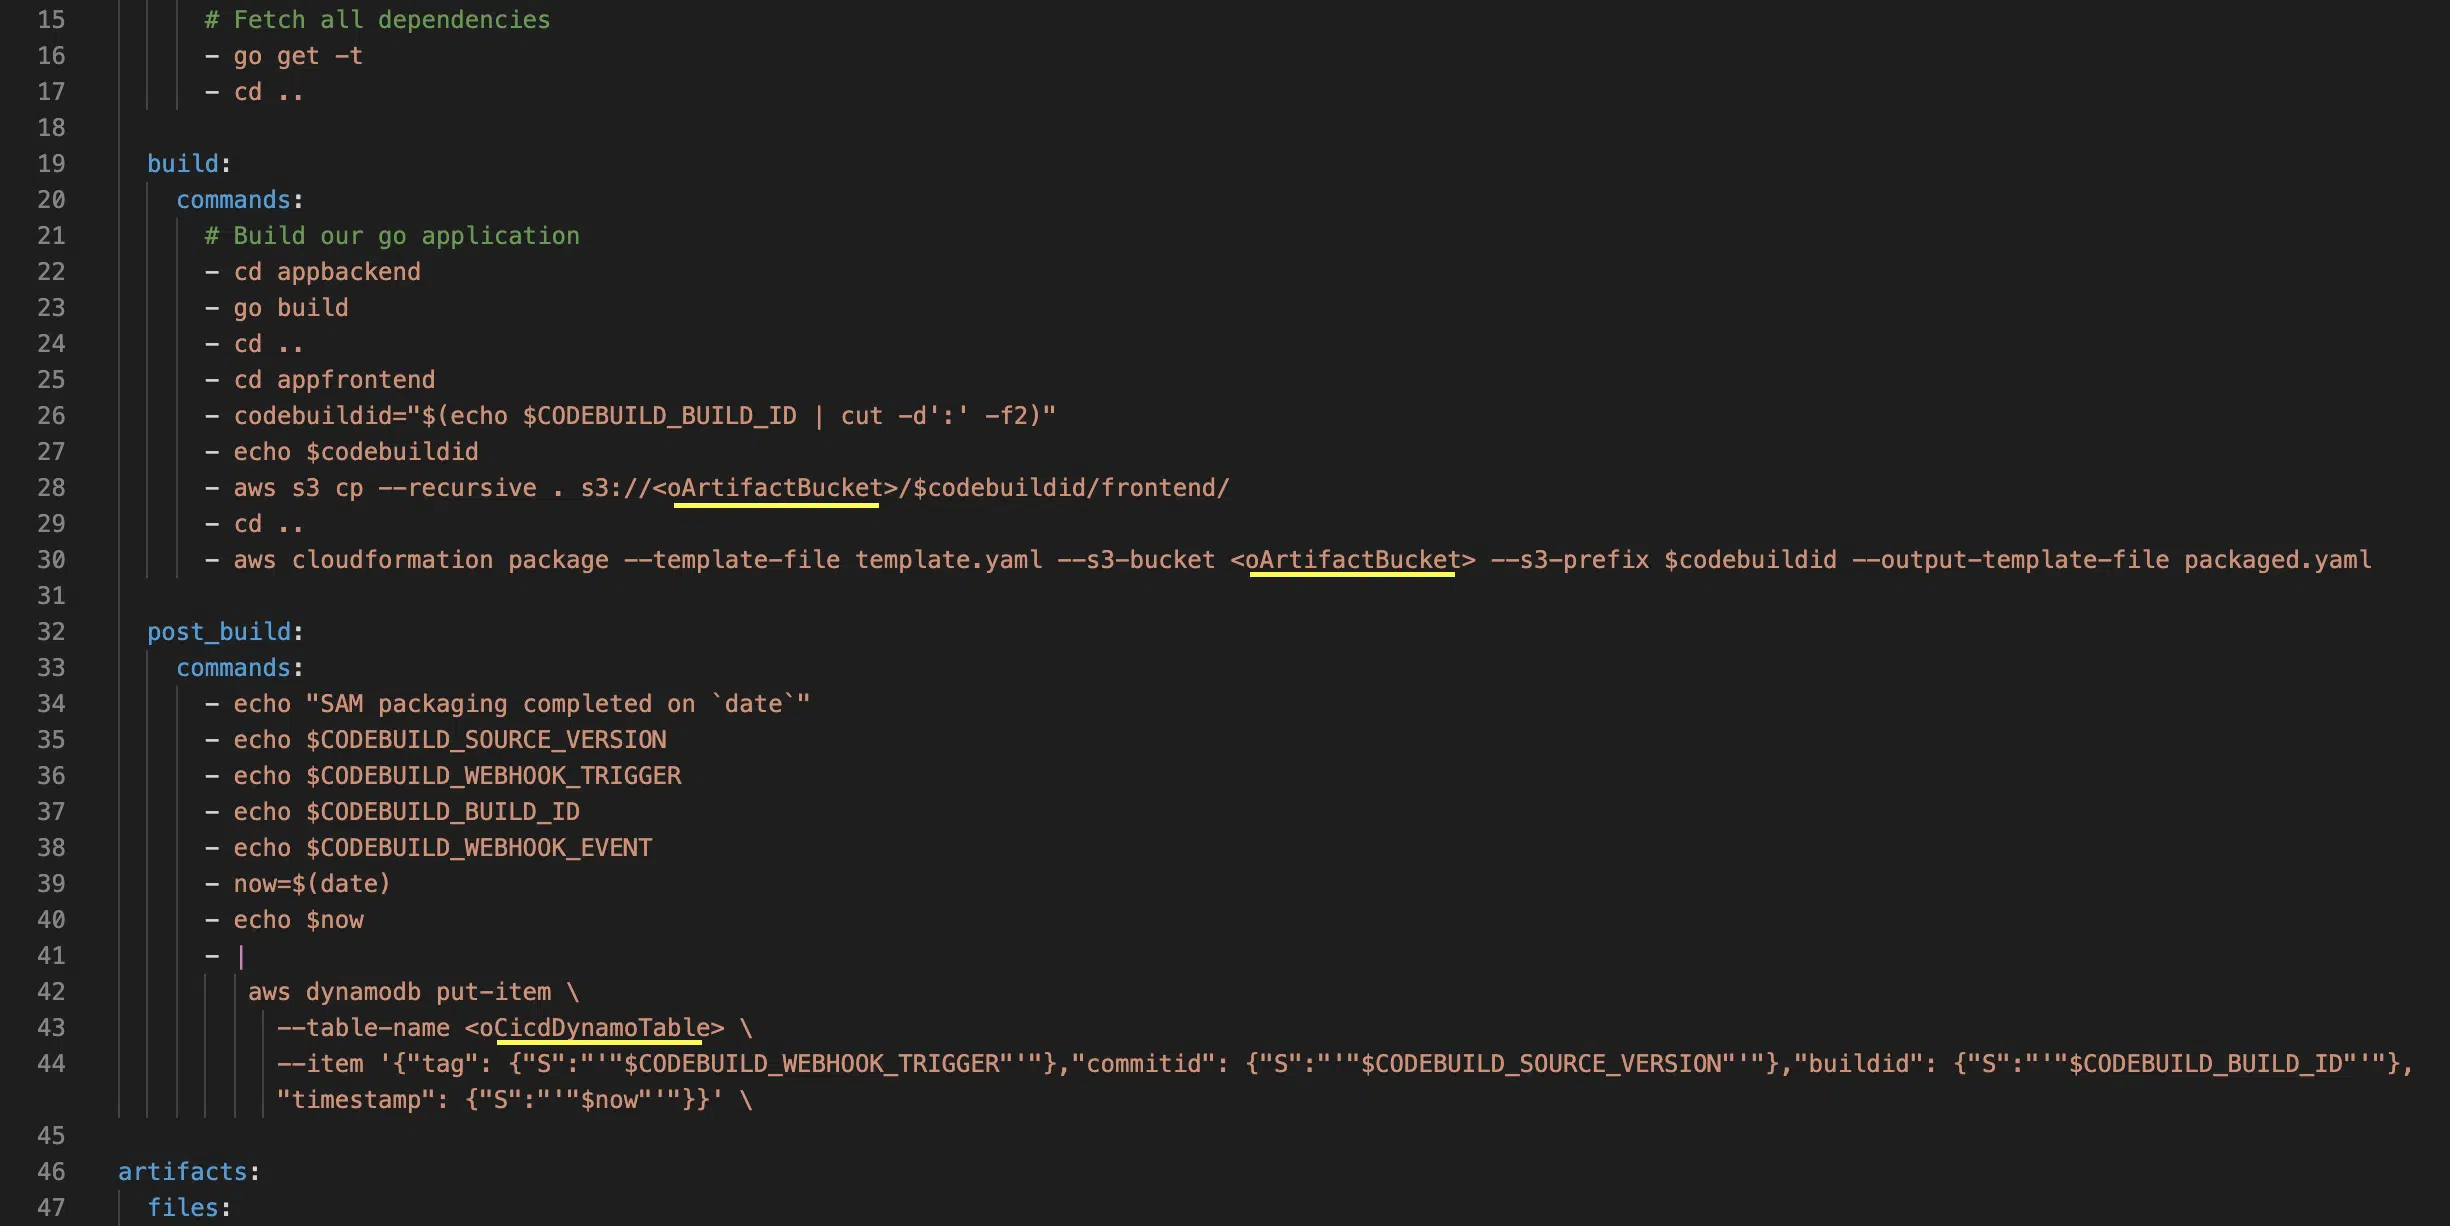 15 # Fetch all dependencies
16 - go get -t
17 - cd ..
18
19 build:
20 commands:
21 # Build our go application
22 - cd appbackend
23 - go build
24 - cd ..
25 - cd appfrontend
26 - codebuildid="$(echo $CODEBUILD_BUILD_ID | cut -d':' -f2)"
27 - echo $codebuildid
28 - aws s3 cp --recursive . s3://<oArtifactBucket>/$codebuildid/frontend/
29 - cd ..
30 - aws cloudformation package --template-file template.yaml --s3-bucket <oArtifactBucket> --s3-prefix $codebuildid --output-template-file packaged.yaml
31
32 post_build:
33 commands:
34 - echo "SAM packaging completed on `date`"
35 - echo $CODEBUILD_SOURCE_VERSION
36 - echo $CODEBUILD_WEBHOOK_TRIGGER
37 - echo $CODEBUILD_BUILD_ID
38 - echo $CODEBUILD_WEBHOOK_EVENT
39 - now=$(date)
40 - echo $now
41 - |
42 aws dynamodb put-item \
43 --table-name <oCicdDynamoTable> \
44 --item '{"tag": {"S":"'"$CODEBUILD_WEBHOOK_TRIGGER"'"},"commitid": {"S":"'"$CODEBUILD_SOURCE_VERSION"'"},"buildid": {"S":"'"$CODEBUILD_BUILD_ID"'"},
"timestamp": {"S":"'"$now"'"}}' \
45
46 artifacts:
47 files: